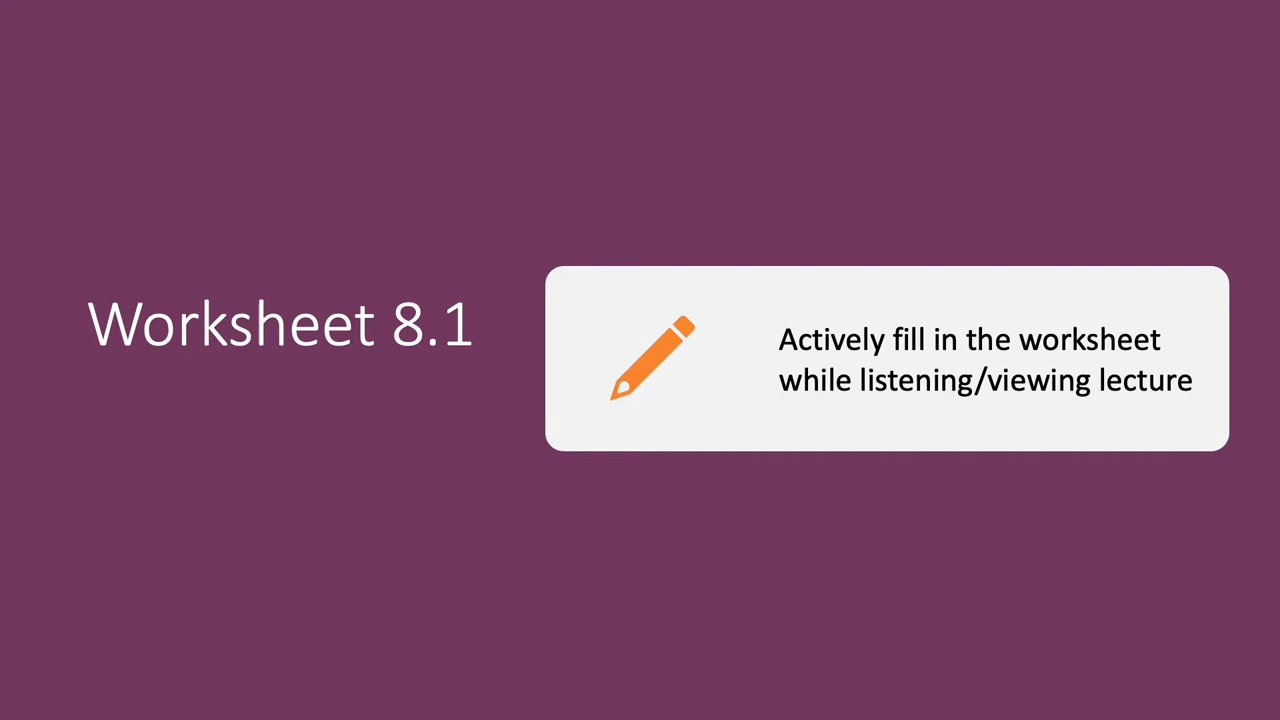 Worksheet 8.1
Actively fill in the worksheet
while listening/viewing lecture